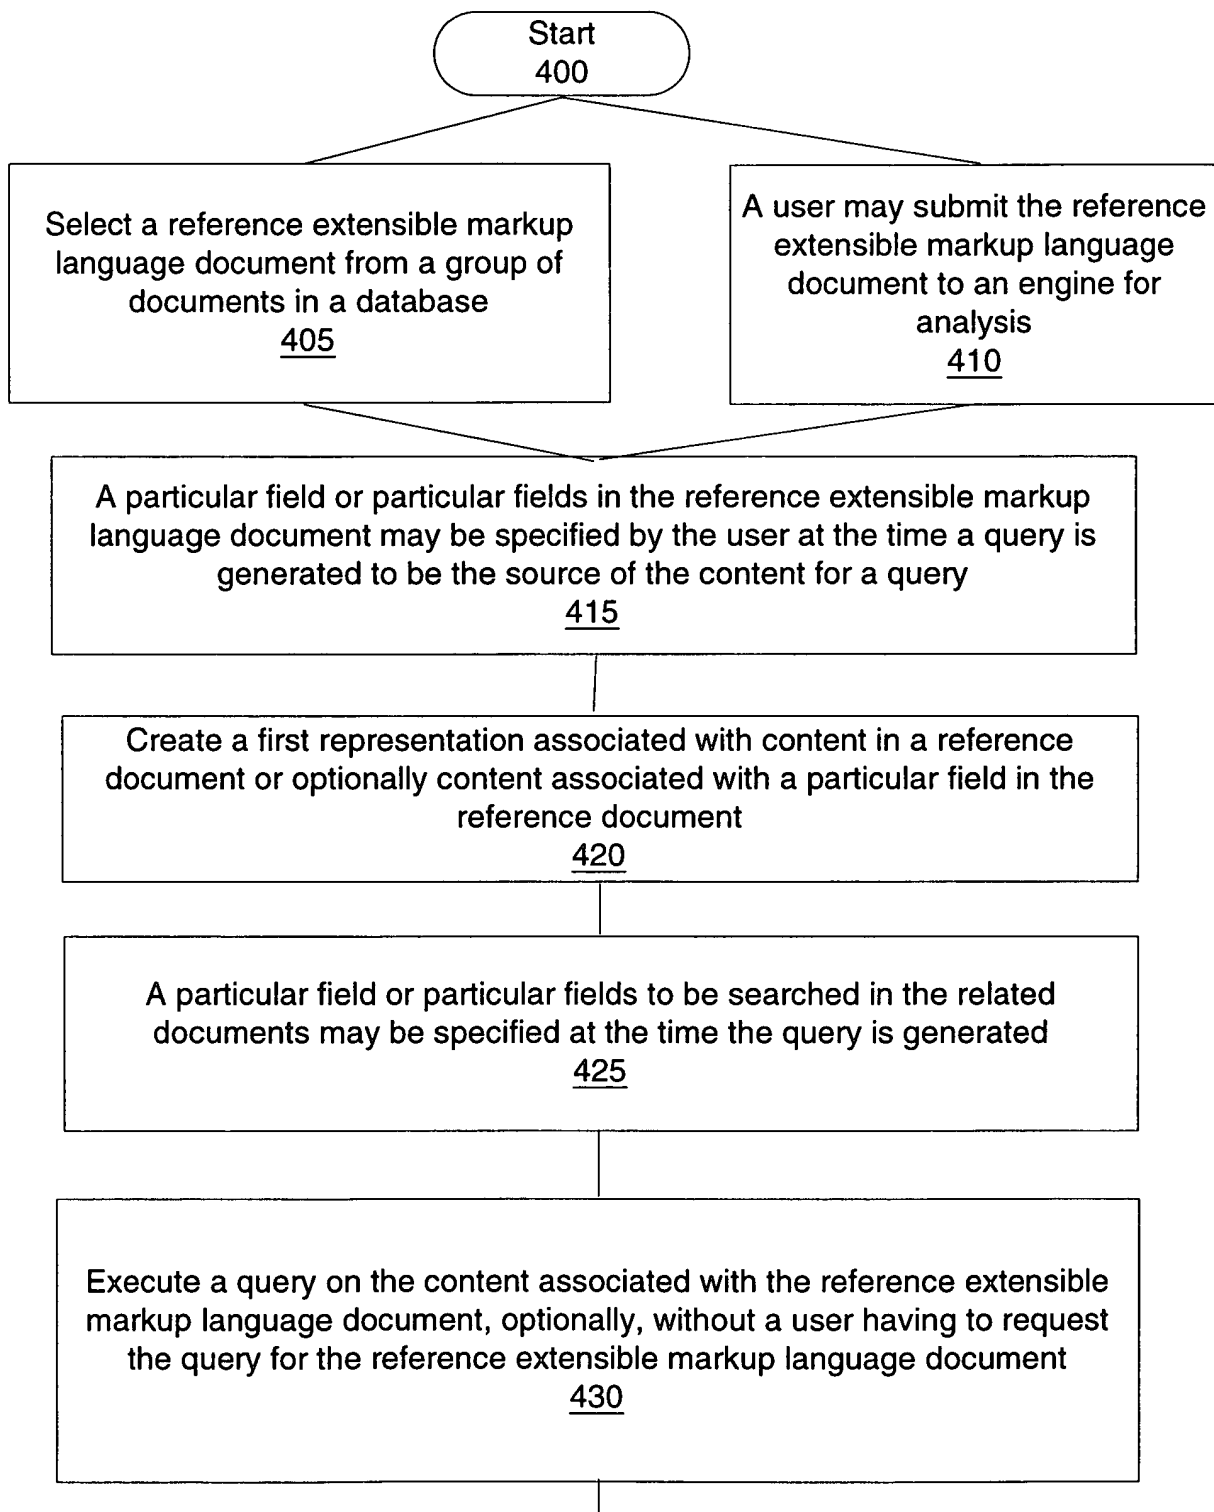 Start
400
Select a reference extensible markup
language document from a group of
documents in a database
405
A user may submit the reference
extensible markup language
document to an engine for
analysis
410
A particular field or particular fields in the reference extensible markup
language document may be specified by the user at the time a query is
generated to be the source of the content for a query
415
Create a first representation associated with content in a reference
document or optionally content associated with a particular field in the
reference document
420
A particular field or particular fields to be searched in the related
documents may be specified at the time the query is generated
425
Execute a query on the content associated with the reference extensible
markup language document, optionally, without a user having to request
the query for the reference extensible markup language document
430